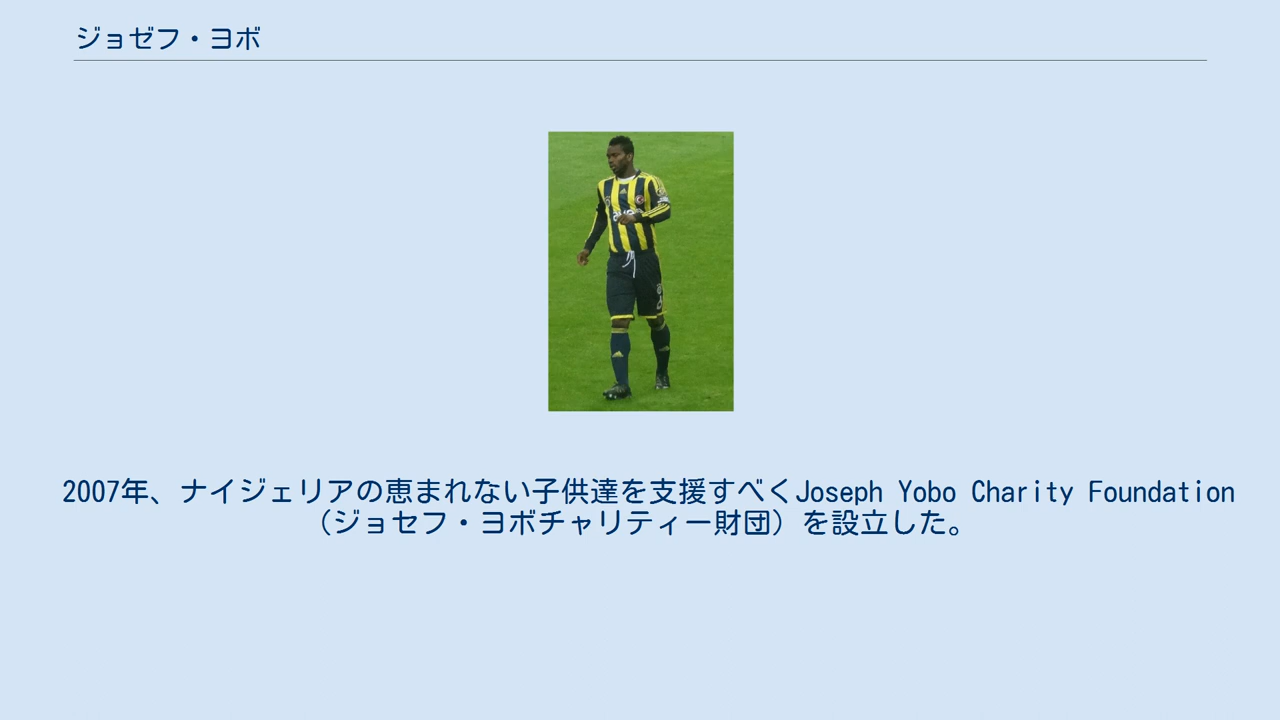 ジョゼフ・ヨボ
2007年、ナイジェリアの恵まれない子供達を支援すべくJoseph Yobo Charity Foundation
（ジョセフ・ヨボチャリティー財団）を設立した。